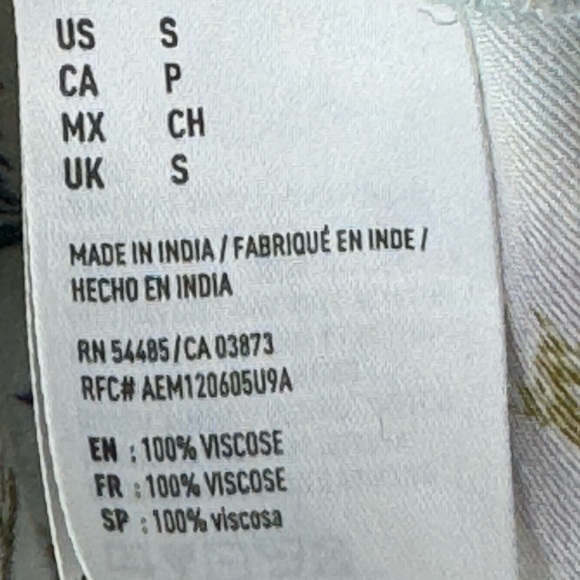 US S
CA P
MX CH
UK S
MADE IN INDIA / FABRIQUÉ EN INDE /
HECHO EN INDIA
RN 54485/CA 03873
RFC# AEM120605U9A
EN : 100% VISCOSE
FR : 100% VISCOSE
SP : 100% viscosa